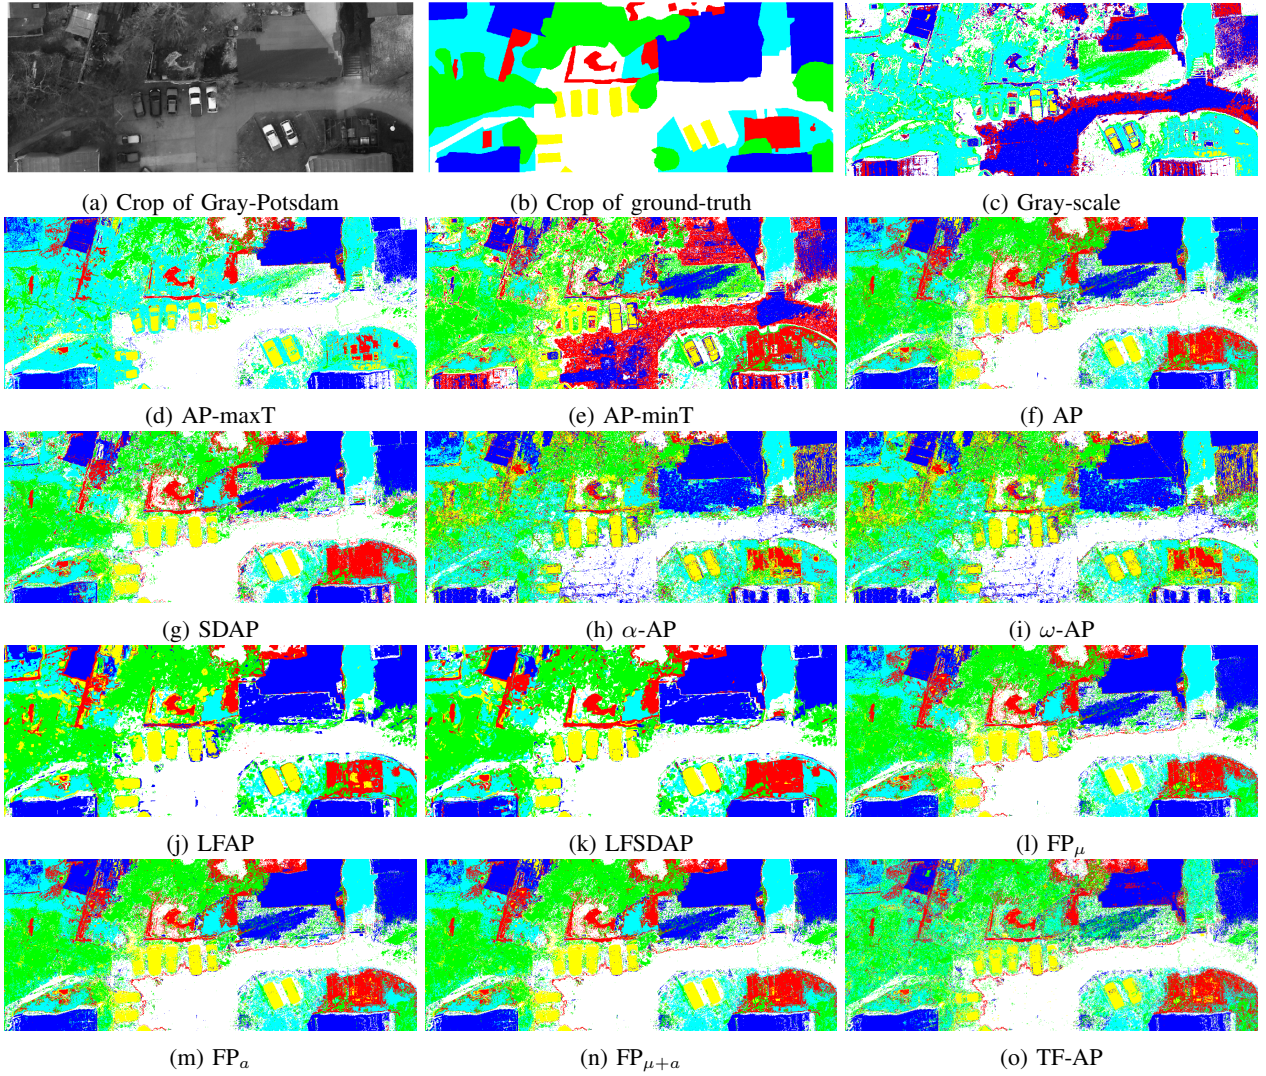 (a) Crop of Gray-Potsdam
(b) Crop of ground-truth
(c) Gray-scale
(d) AP-maxT
(e) AP-minT
(f) AP
(g) SDAP
(h) α-AP
(i) ω-AP
(j) LFAP
(k) LFSDAP
(l) FPμ
(m) FPa
(n) FPμ+a
(o) TF-AP